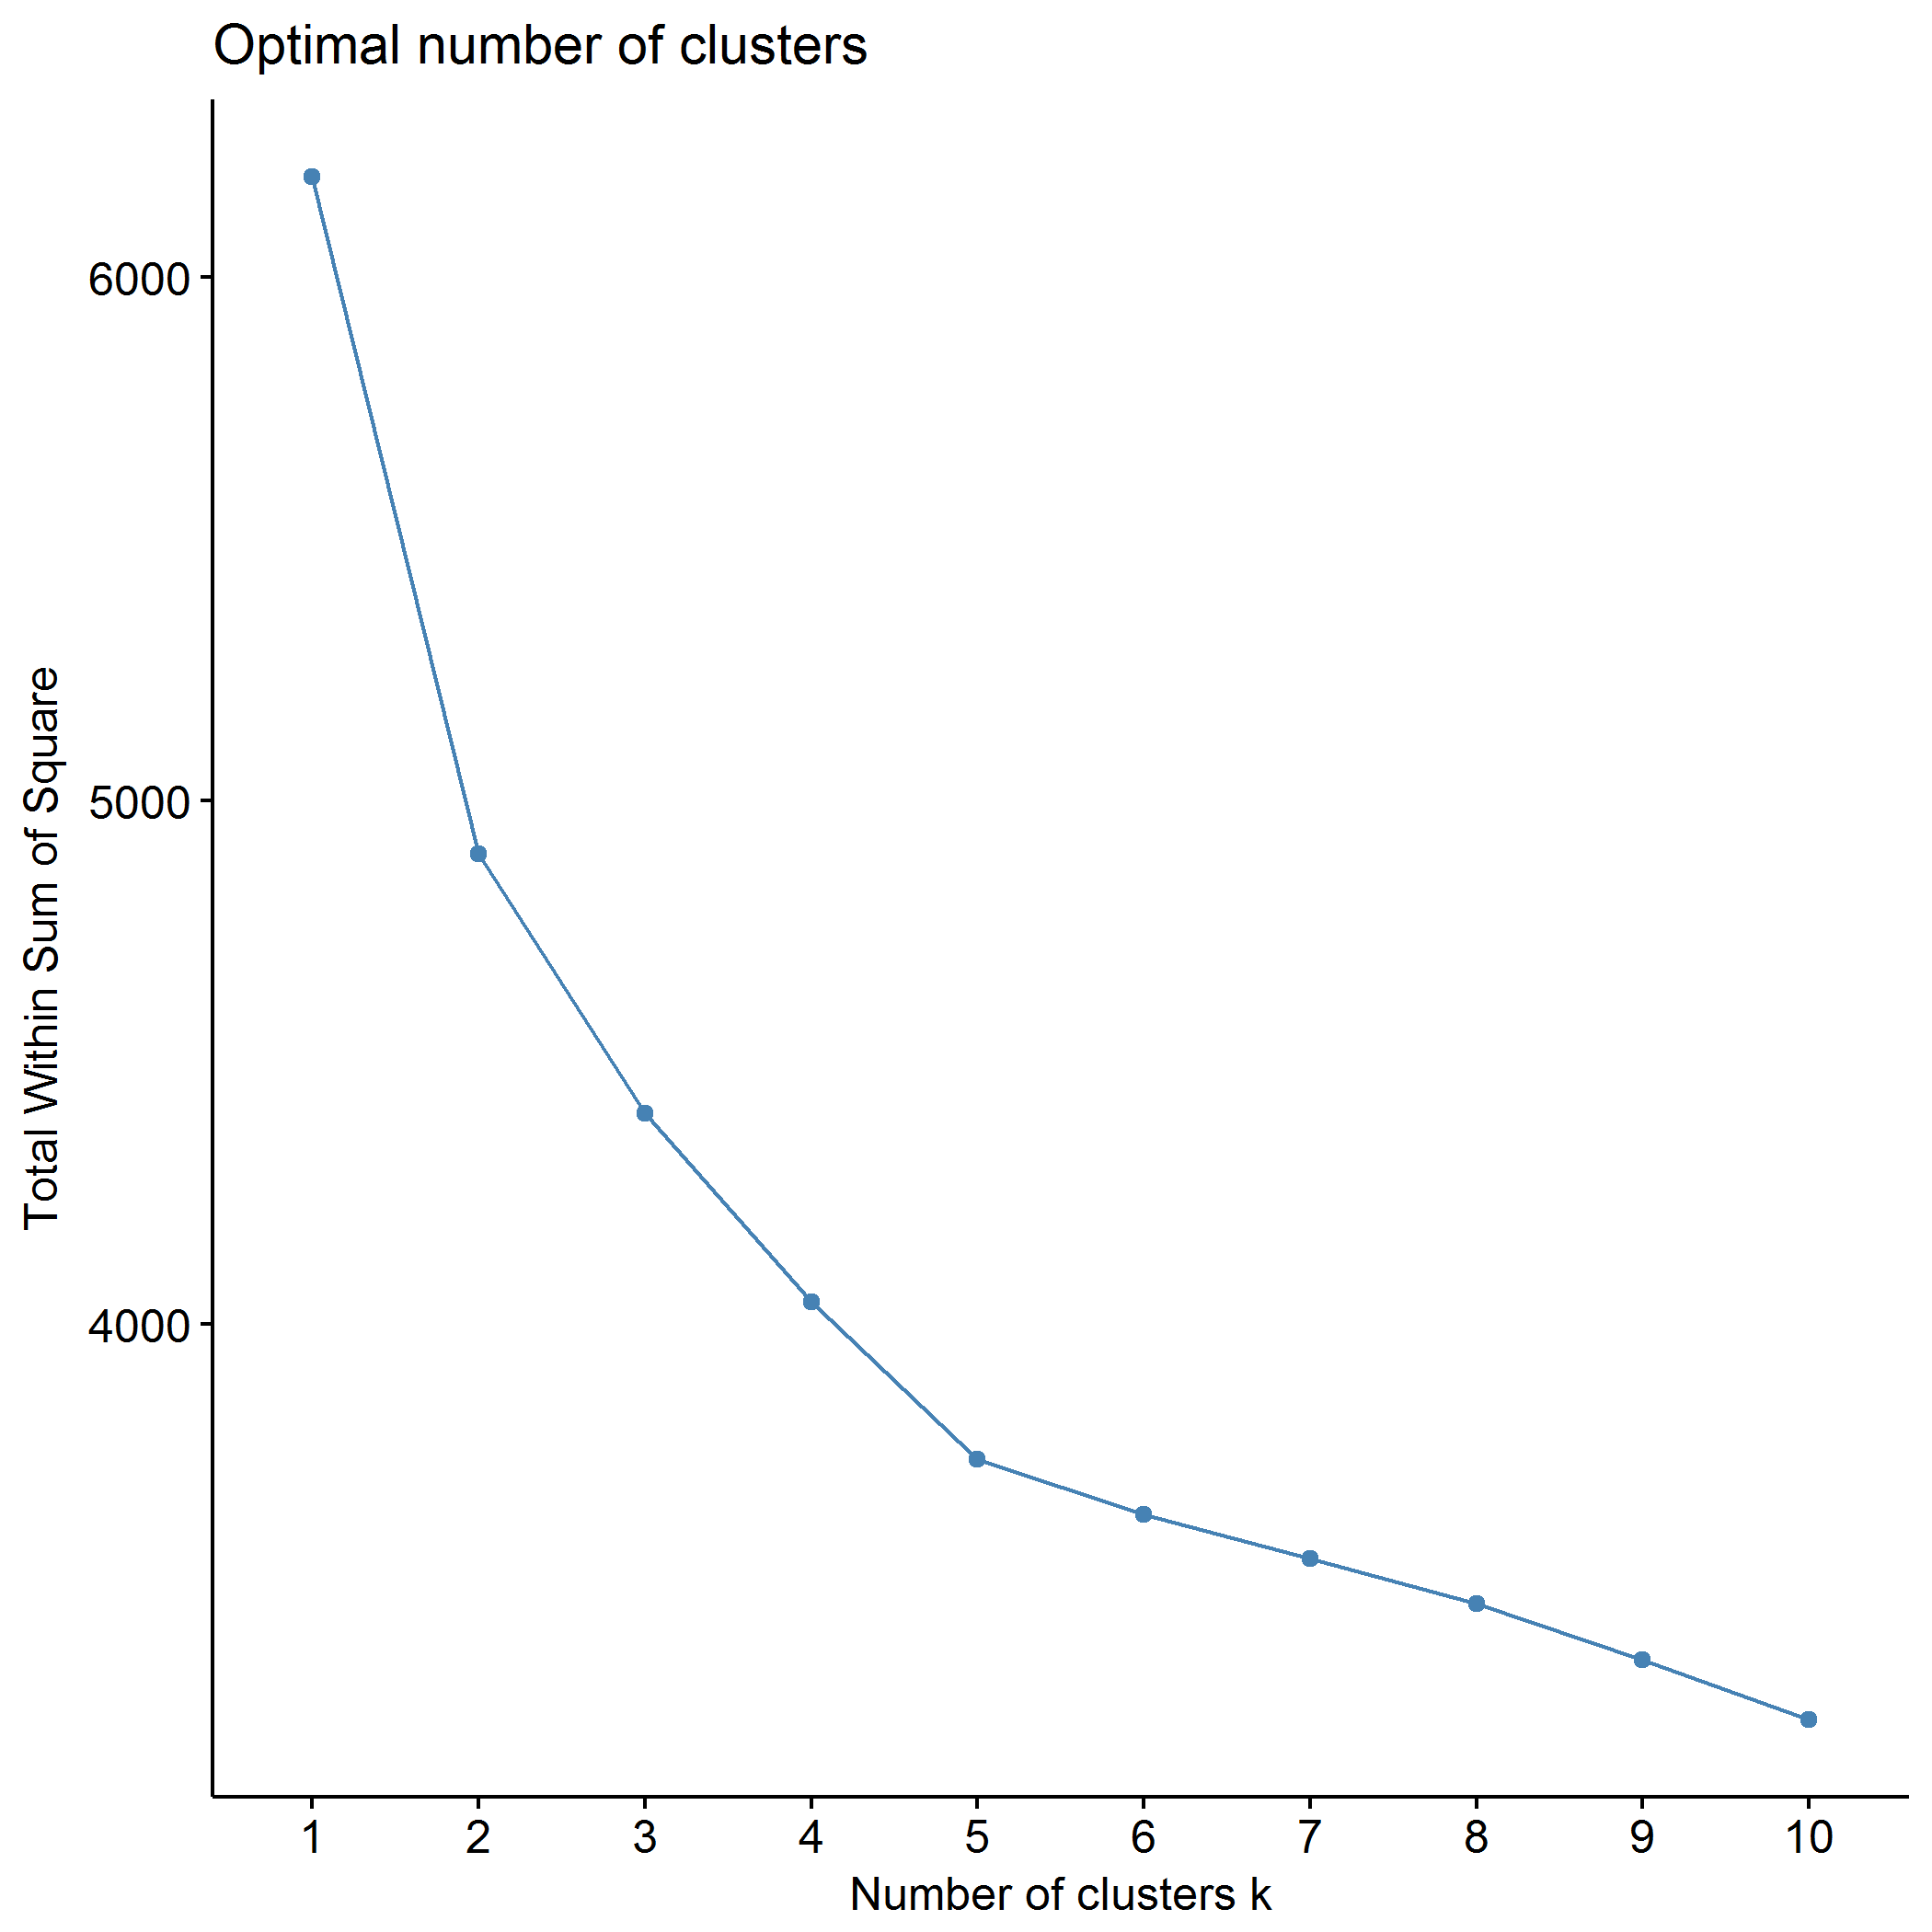 Optimal number of clusters
Total Within Sum of Square
6000
5000
4000
1 2 3 4 5 6 7 8 9 10
Number of clusters k